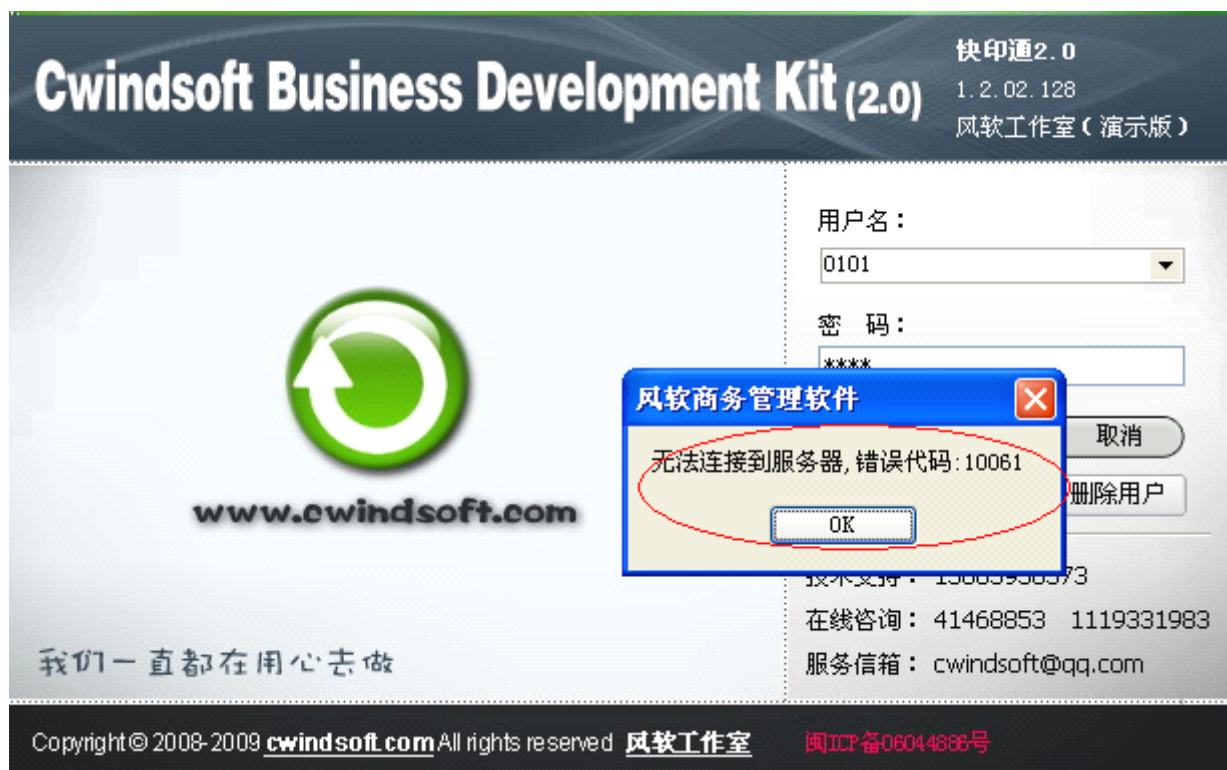 Cwindsoft Business Development Kit (2.0)
快印通2.0
1.2.02.128
风软工作室(演示版)
用户名:
0101
密 码:
****
风软商务管理软件
无法连接到服务器,错误代码:10061
OK
取消
删除用户
www.cwindsoft.com
技术支持:
在线咨询: 41468853 1119331983
服务信箱: cwindsoft@qq.com
我们一直都在用心去做
Copyright © 2008-2009 cwindsoft.com All rights reserved 风软工作室 闽ICP备06044886号